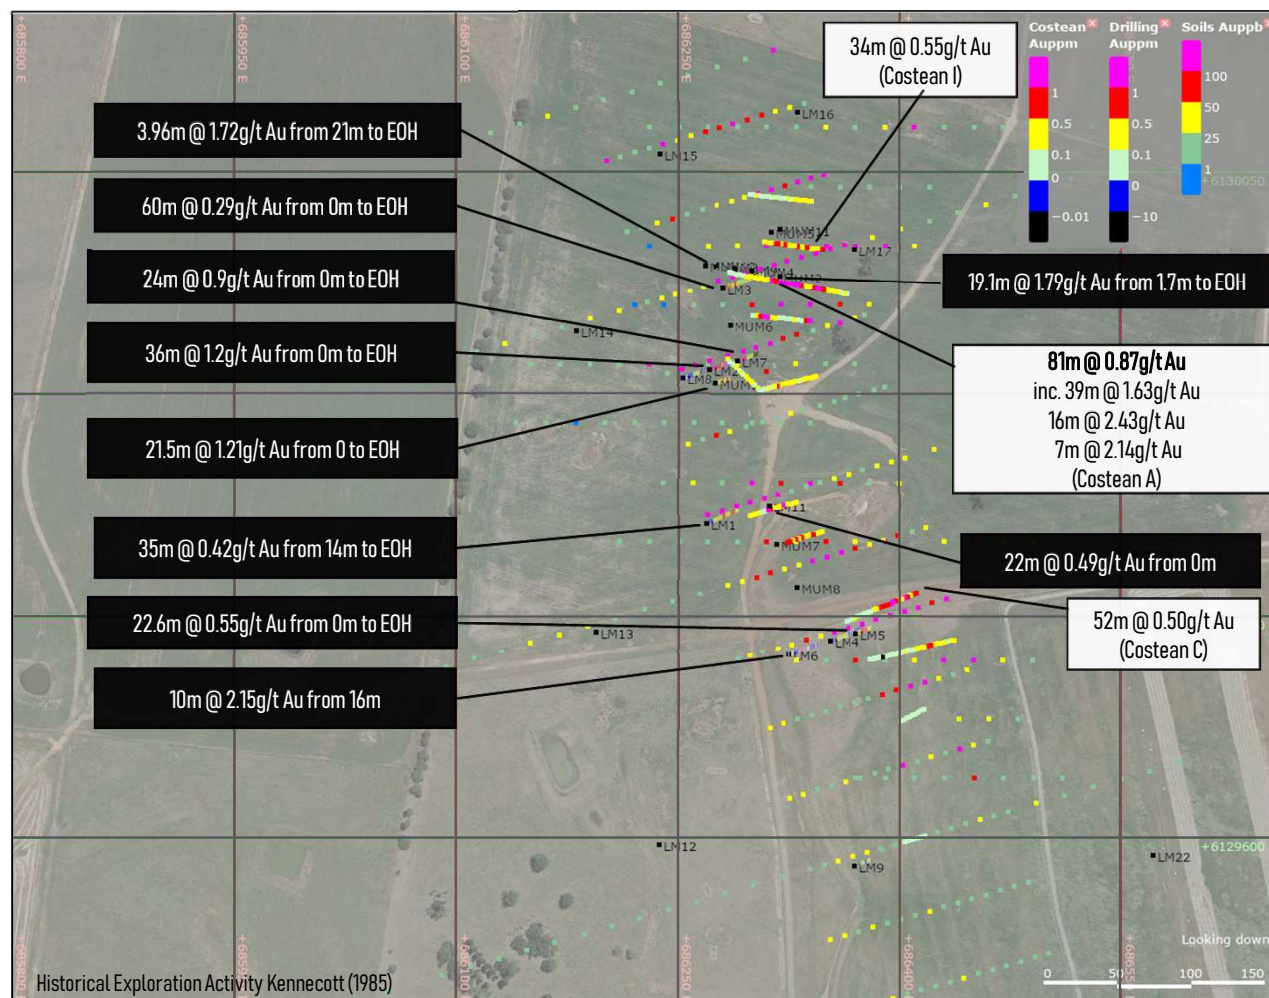 +685800 E
+685950 E
+686100 E
+686250 E
34m @ 0.55g/t Au
(Costean I)
Costean
Auppm
1
0.5
0.1
0
−0.01
Drilling
Auppm
1
0.5
0.1
0
−10
Soils Auppb
100
50
25
1
+6130050
LM16
LM15
3.96m @ 1.72g/t Au from 21m to EOH
60m @ 0.29g/t Au from 0m to EOH
LM17
24m @ 0.9g/t Au from 0m to EOH
19.1m @ 1.79g/t Au from 1.7m to EOH
LM3
LM14
MUM6
36m @ 1.2g/t Au from 0m to EOH
LM7
LM2
LM8
81m @ 0.87g/t Au
inc. 39m @ 1.63g/t Au
16m @ 2.43g/t Au
7m @ 2.14g/t Au
(Costean A)
21.5m @ 1.21g/t Au from 0 to EOH
LM1
35m @ 0.42g/t Au from 14m to EOH
MUM7
22m @ 0.49g/t Au from 0m
MUM8
22.6m @ 0.55g/t Au from 0m to EOH
LM13
LM5
LM4
52m @ 0.50g/t Au
(Costean C)
LM6
10m @ 2.15g/t Au from 16m
LM12
+6129600
LM22
LM9
Looking down
0 50 100 150
Historical Exploration Activity Kennecott (1985)